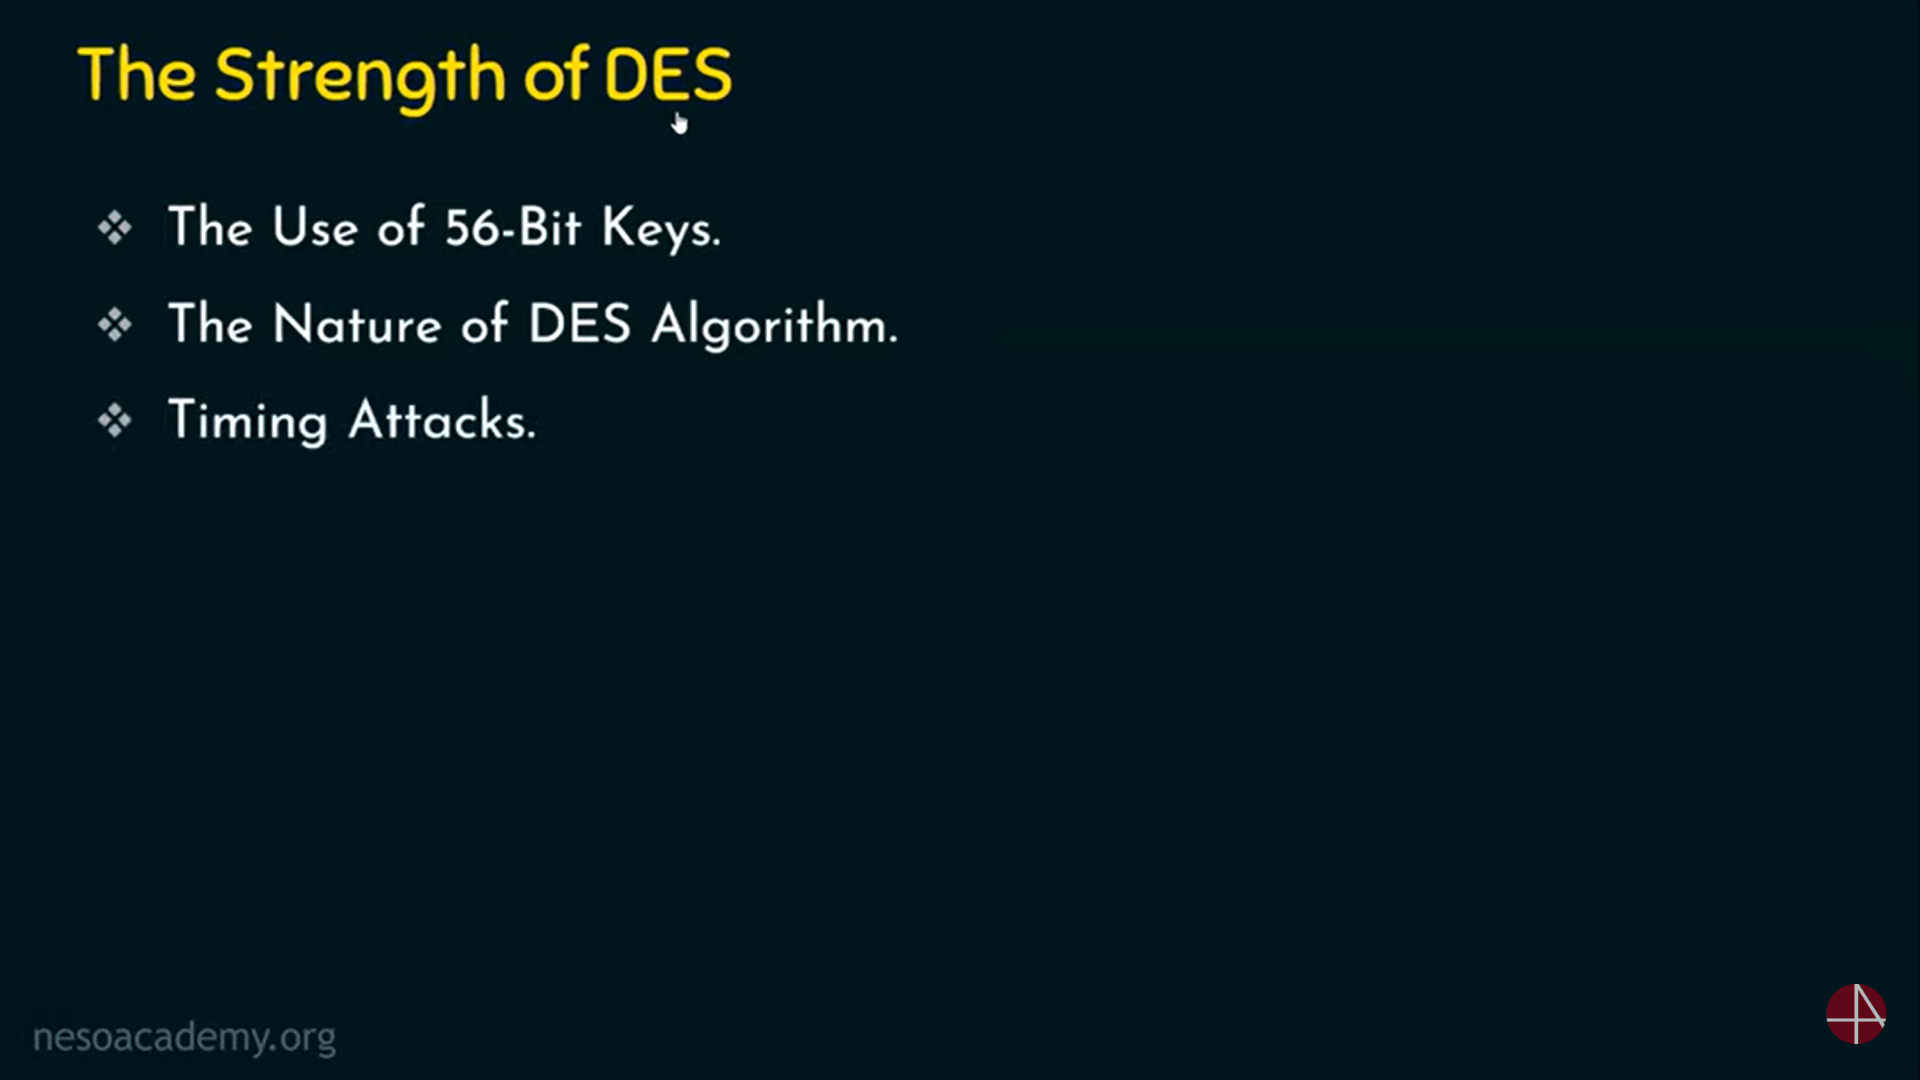 The Strength of DES
The Use of 56-Bit Keys.
The Nature of DES Algorithm.
Timing Attacks.
nesoacademy.org